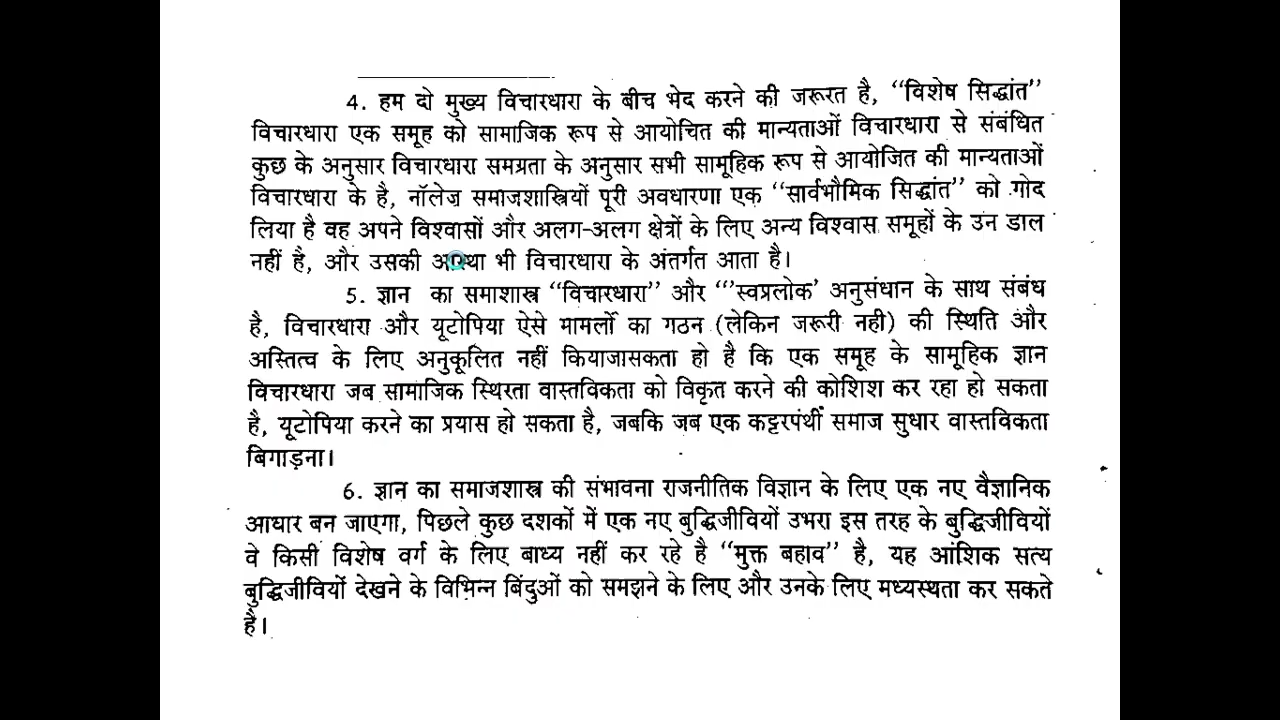 4. हम दो मुख्य विचारधारा के बीच भेद करने की जरूरत है, “विशेष सिद्धांत”
विचारधारा एक समूह को सामाजिक रूप से आयोचित की मान्यताओं विचारधारा से संबंधित
कुछ के अनुसार विचारधारा समग्रता के अनुसार सभी सामूहिक रूप से आयोजित की मान्यताओं
विचारधारा के है, नॉलेज समाजशास्त्रियों पूरी अवधारणा एक “सार्वभौमिक सिद्धांत” को गोद
लिया है वह अपने विश्वासों और अलग-अलग क्षेत्रों के लिए अन्य विश्वास समूहों के उन डाल
नहीं है, और उसकी आस्था भी विचारधारा के अंतर्गत आता है।
5. ज्ञान का समाशास्त्र “विचारधारा” और “‘स्वप्रलोक’ अनुसंधान के साथ संबंध
है, विचारधारा और यूटोपिया ऐसे मामलों का गठन (लेकिन जरूरी नही) की स्थिति और
अस्तित्व के लिए अनुकूलित नहीं कियाजासकता हो है कि एक समूह के सामूहिक ज्ञान
विचारधारा जब सामाजिक स्थिरता वास्तविकता को विकृत करने की कोशिश कर रहा हो सकता
है, यूटोपिया करने का प्रयास हो सकता है, जबकि जब एक कट्टरपंथीं समाज सुधार वास्तविकता
बिगाड़ना।
6. ज्ञान का समाजशास्त्र की संभावना राजनीतिक विज्ञान के लिए एक नए वैज्ञानिक
आधार बन जाएगा, पिछले कुछ दशकों में एक नए बुद्धिजीवियों उभरा इस तरह के बुद्धिजीवियों
वे किसी विशेष वर्ग के लिए बाध्य नहीं कर रहे है “मुक्त बहाव” है, यह आंशिक सत्य
बुद्धिजीवियों देखने के विभिन्न बिंदुओं को समझने के लिए और उनके लिए मध्यस्थता कर सकते
है।